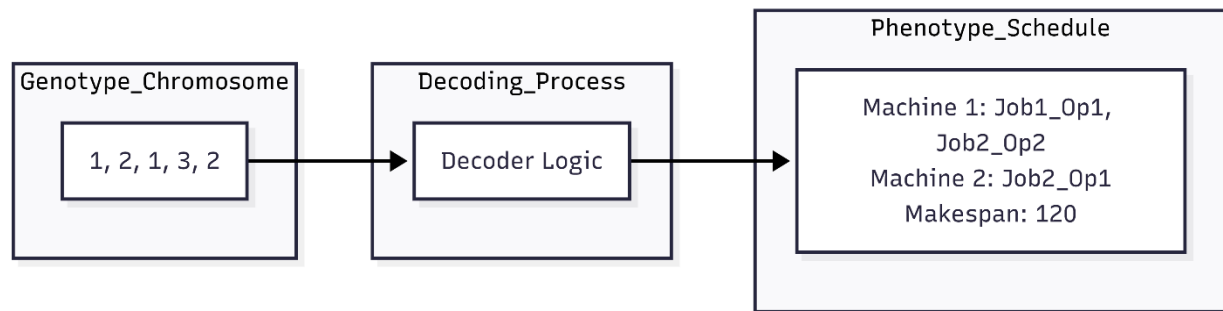 Genotype_Chromosome
1, 2, 1, 3, 2
Decoding_Process
Decoder Logic
Phenotype_Schedule
Machine 1: Job1_Op1,
Job2_Op2
Machine 2: Job2_Op1
Makespan: 120